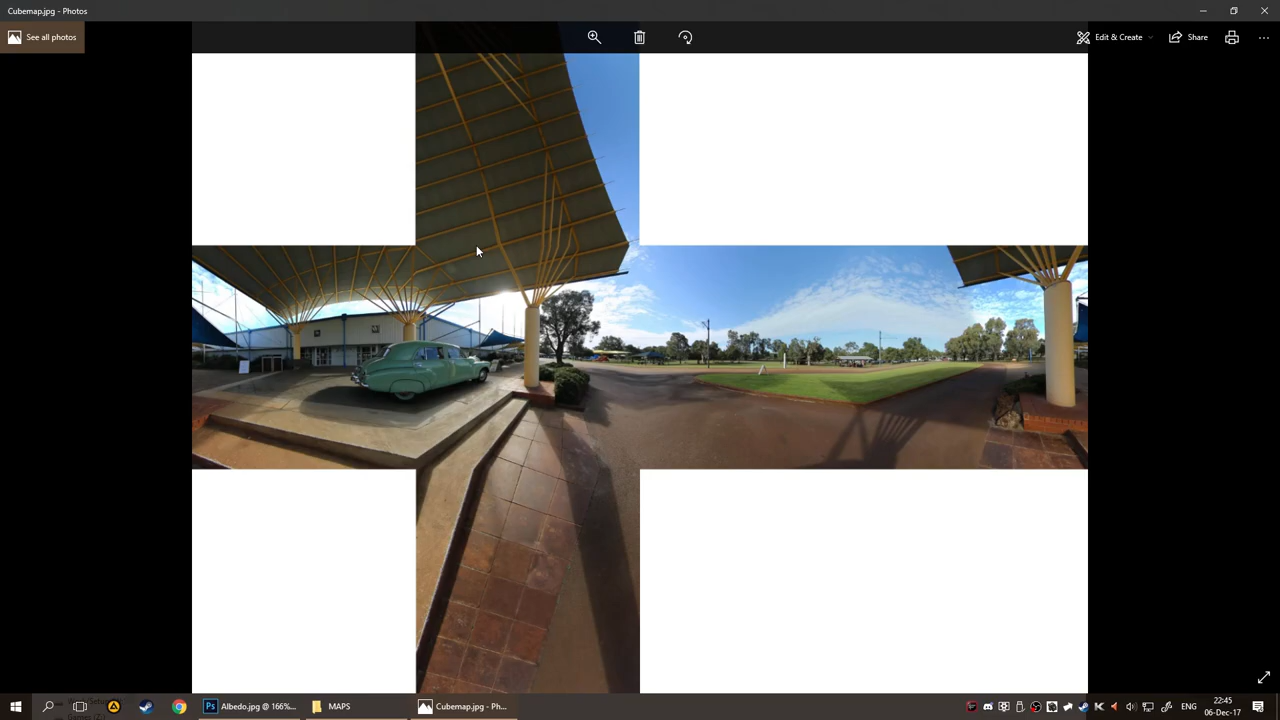 Cubemap.jpg - Photos
See all photos
Edit & Create
Share
Albedo.jpg @ 166%...
MAPS
Cubemap.jpg - Ph...
ENG
22:45
06-Dec-17